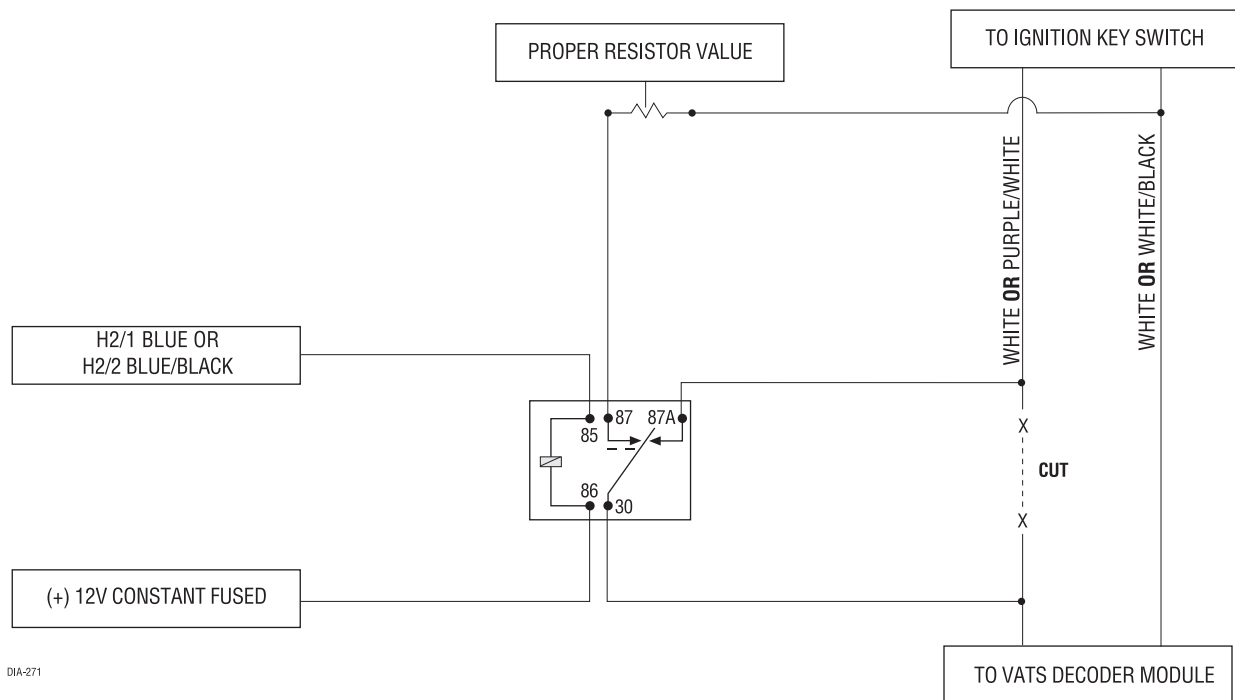 PROPER RESISTOR VALUE
TO IGNITION KEY SWITCH
WHITE OR PURPLE/WHITE
WHITE OR WHITE/BLACK
H2/1 BLUE OR
H2/2 BLUE/BLACK
87
87A
85
86
30
X
CUT
X
(+) 12V CONSTANT FUSED
TO VATS DECODER MODULE
DIA-271